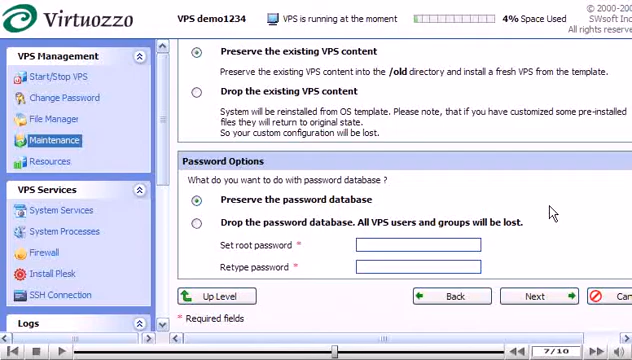 Virtuozzo
VPS demo1234
VPS is running at the moment
4% Space Used
© 2000-200
SWsoft Inc
All rights reserve
VPS Management
Start/Stop VPS
Change Password
File Manager
Maintenance
Resources
VPS Services
System Services
System Processes
Firewall
Install Plesk
SSH Connection
Logs
Preserve the existing VPS content
Preserve the existing VPS content into the /old directory and install a fresh VPS from the template.
Drop the existing VPS content
System will be reinstalled from OS template. Please note, that if you have customized some pre-installed
files they will return to original state.
So your custom configuration will be lost.
Password Options
What do you want to do with password database ?
Preserve the password database
Drop the password database. All VPS users and groups will be lost.
Set root password *
Retype password *
Up Level
Back
Next
Can
* Required fields
7/10